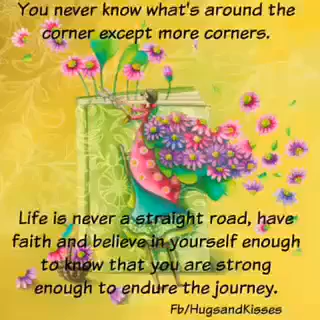 You never know what's around the
corner except more corners.
Life is never a straight road, have
faith and believe in yourself enough
to know that you are strong
enough to endure the journey.
Fb/HugsandKisses